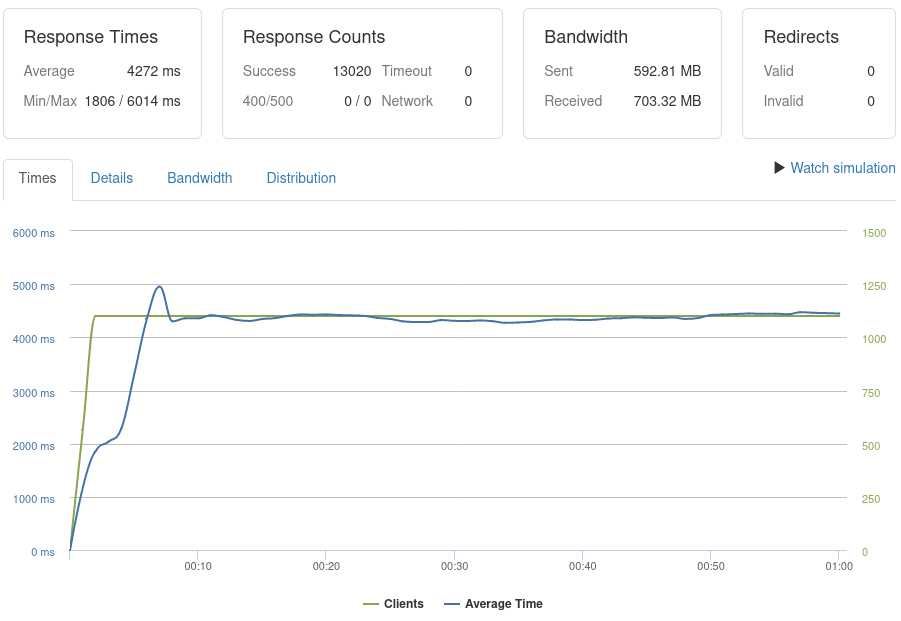 Response Times
Average 4272 ms
Min/Max 1806 / 6014 ms
Response Counts
Success 13020 Timeout 0
400/500 0 / 0 Network 0
Bandwidth
Sent 592.81 MB
Received 703.32 MB
Redirects
Valid 0
Invalid 0
Times Details Bandwidth Distribution
Watch simulation
6000 ms 1500
5000 ms 1250
4000 ms 1000
3000 ms 750
2000 ms 500
1000 ms 250
0 ms 0
00:10 00:20 00:30 00:40 00:50 01:00
Clients Average Time